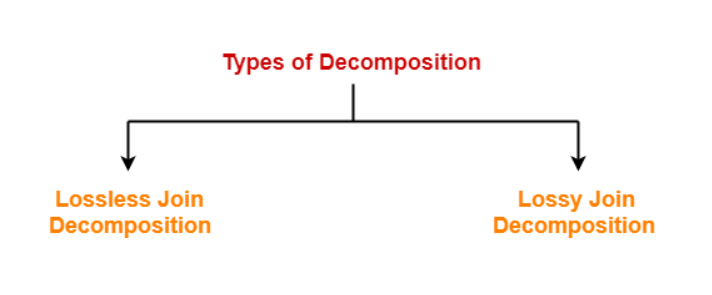 Types of Decomposition
Lossless Join
Decomposition
Lossy Join
Decomposition